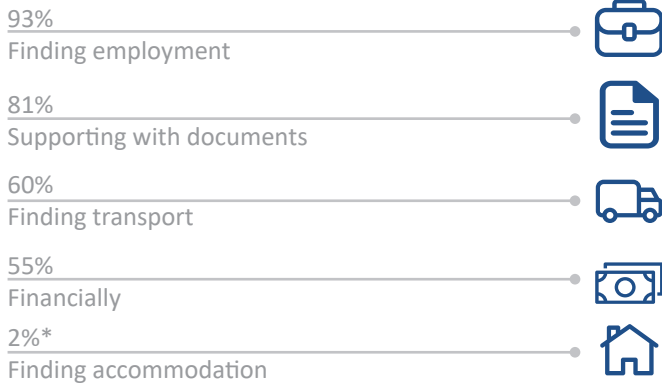 93%
Finding employment
81%
Supporting with documents
60%
Finding transport
55%
Financially
2%*
Finding accommodation